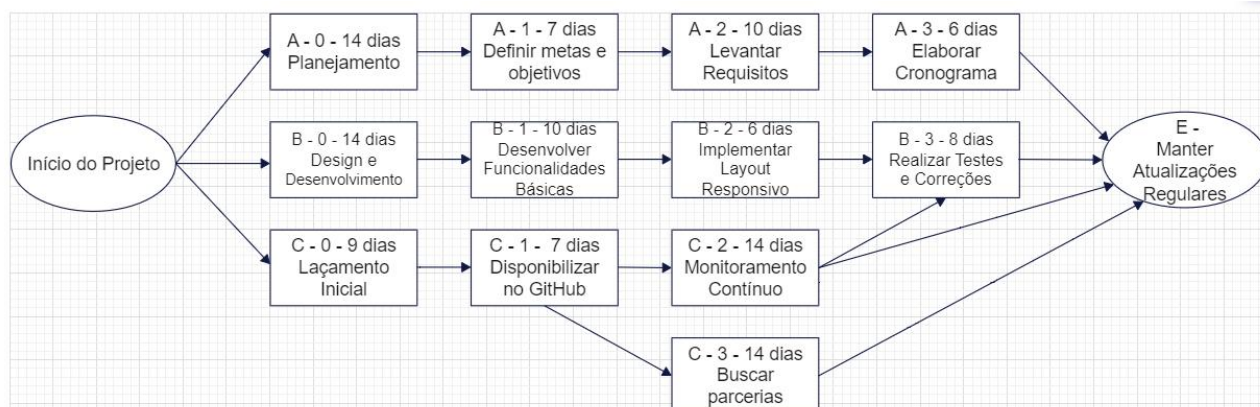 Início do Projeto
A - 0 - 14 dias
Planejamento
A - 1 - 7 dias
Definir metas e
objetivos
A - 2 - 10 dias
Levantar
Requisitos
A - 3 - 6 dias
Elaborar
Cronograma
B - 0 - 14 dias
Design e
Desenvolvimento
B - 1 - 10 dias
Desenvolver
Funcionalidades
Básicas
B - 2 - 6 dias
Implementar
Layout
Responsivo
B - 3 - 8 dias
Realizar Testes
e Correções
E -
Manter
Atualizações
Regulares
C - 0 - 9 dias
Laçamento
Inicial
C - 1 - 7 dias
Disponibilizar
no GitHub
C - 2 - 14 dias
Monitoramento
Contínuo
C - 3 - 14 dias
Buscar
parcerias